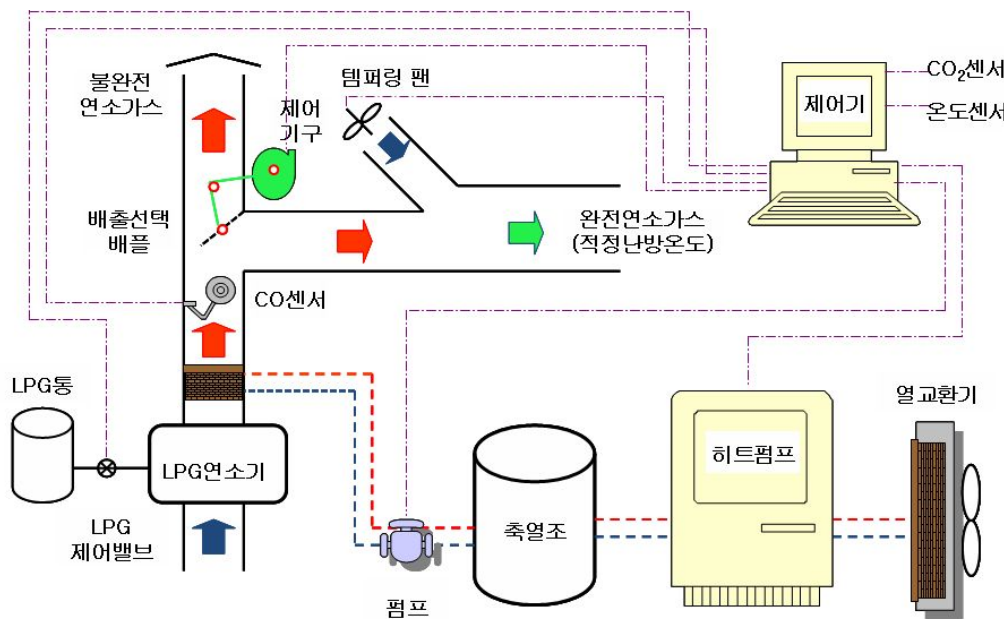 불완전
연소가스
제어
기구
템퍼링 팬
제어기
CO₂센서
온도센서
배출선택
배플
완전연소가스
(적정난방온도)
CO센서
LPG통
LPG연소기
LPG
제어밸브
펌프
축열조
히트펌프
열교환기